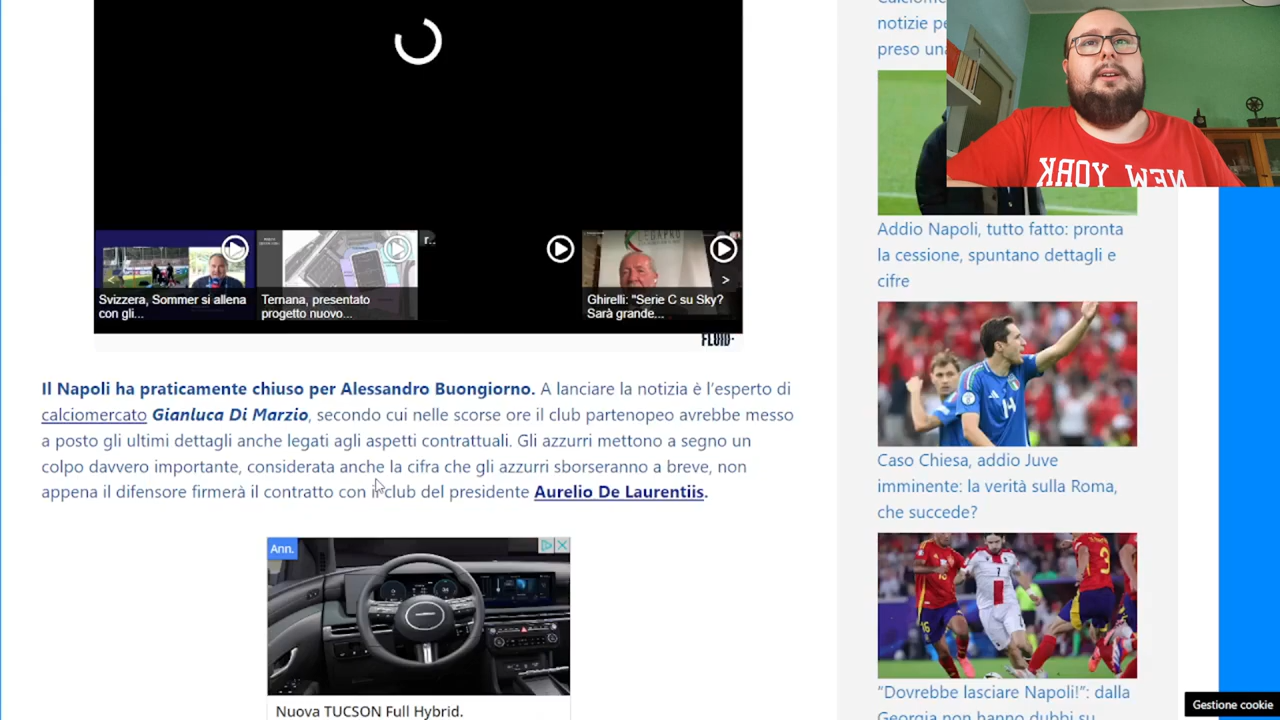 Calciome
notizie pe
preso una
NEW YORK
Svizzera, Sommer si allena
con gli...
Ternana, presentato
progetto nuovo...
r...
Ghirelli: "Serie C su Sky?
Sarà grande...
FLUID-
Il Napoli ha praticamente chiuso per Alessandro Buongiorno. A lanciare la notizia è l'esperto di
calciomercato Gianluca Di Marzio, secondo cui nelle scorse ore il club partenopeo avrebbe messo
a posto gli ultimi dettagli anche legati agli aspetti contrattuali. Gli azzurri mettono a segno un
colpo davvero importante, considerata anche la cifra che gli azzurri sborseranno a breve, non
appena il difensore firmerà il contratto con il club del presidente Aurelio De Laurentiis.
Ann.
Nuova TUCSON Full Hybrid.
Addio Napoli, tutto fatto: pronta
la cessione, spuntano dettagli e
cifre
Caso Chiesa, addio Juve
imminente: la verità sulla Roma,
che succede?
"Dovrebbe lasciare Napoli!": dalla
Georgia non hanno dubbi su
Gestione cookie